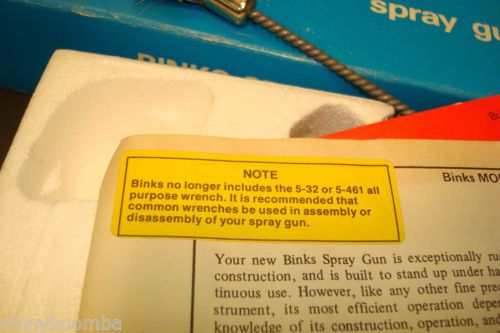 spray gu
BINKS
NOTE
Binks no longer includes the 5-32 or 5-461 all
purpose wrench. It is recommended that
common wrenches be used in assembly or
disassembly of your spray gun.
Binks MO
Your new Binks Spray Gun is exceptionally ru
construction, and is built to stand up under ha
tinuous use. However, like any other fine prec
strument, its most efficient operation depe
knowledge of its construction, operation, and
vinnyboomba